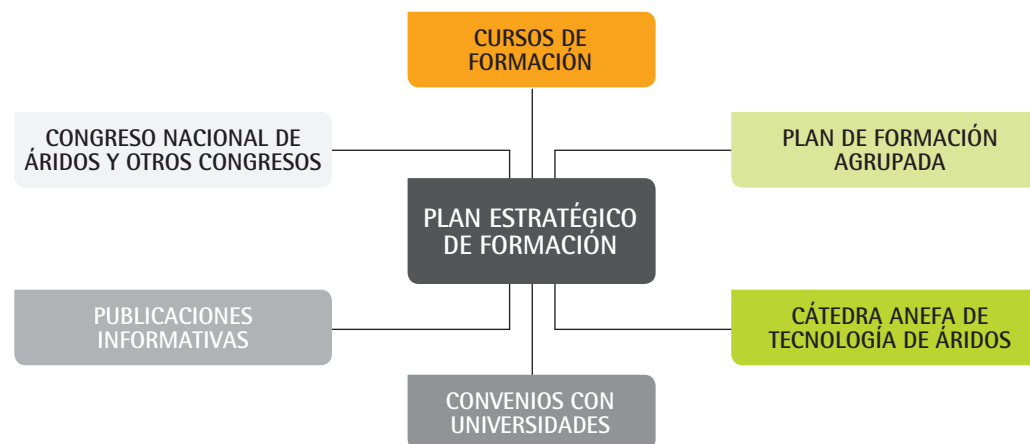 CURSOS DE
FORMACIÓN
CONGRESO NACIONAL DE
ÁRIDOS Y OTROS CONGRESOS
PLAN DE FORMACIÓN
AGRUPADA
PLAN ESTRATÉGICO
DE FORMACIÓN
PUBLICACIONES
INFORMATIVAS
CÁTEDRA ANEFA DE
TECNOLOGÍA DE ÁRIDOS
CONVENIOS CON
UNIVERSIDADES